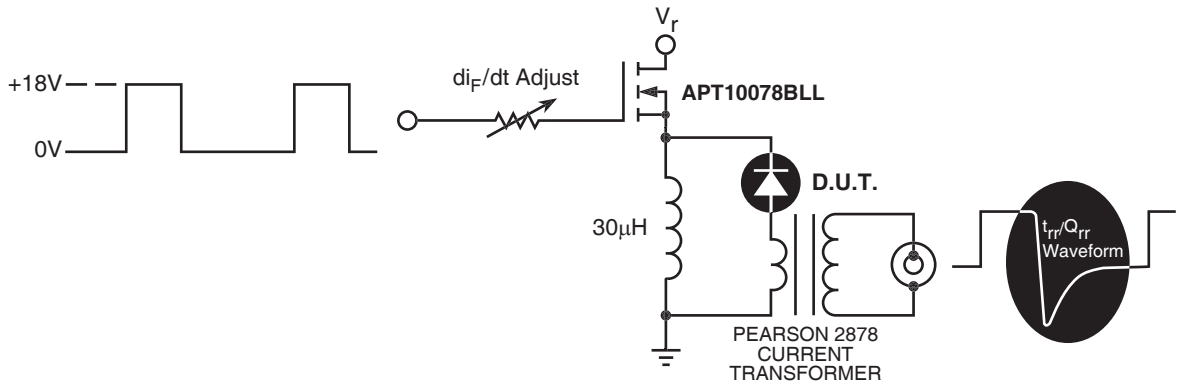 V_r
+18V
di_F/dt Adjust
APT10078BLL
0V
D.U.T.
30μH
t_rr/Q_rr
Waveform
PEARSON 2878
CURRENT
TRANSFORMER